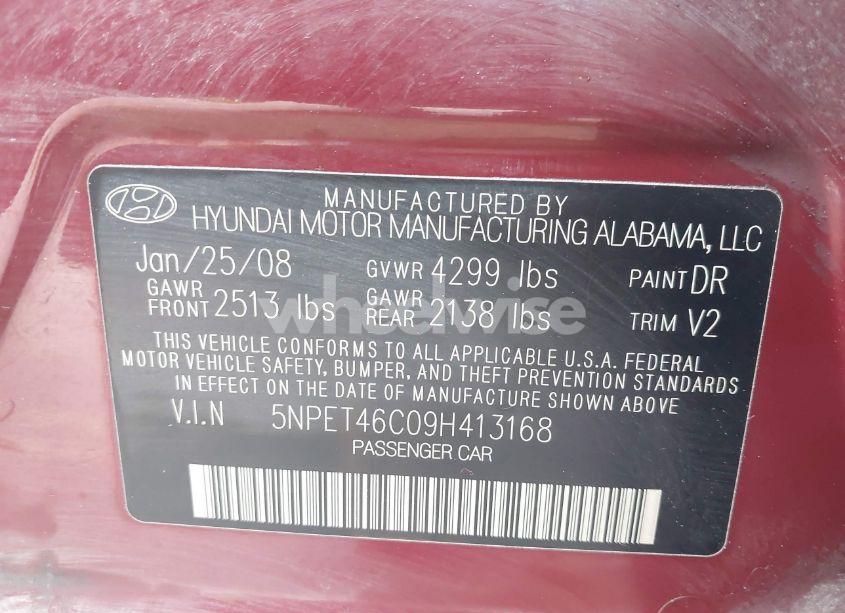 MANUFACTURED BY
HYUNDAI MOTOR MANUFACTURING ALABAMA, LLC
Jan/25/08 GVWR 4299 lbs PAINT DR
GAWR FRONT 2513 lbs GAWR REAR 2138 lbs TRIM V2
THIS VEHICLE CONFORMS TO ALL APPLICABLE U.S.A. FEDERAL
MOTOR VEHICLE SAFETY, BUMPER, AND THEFT PREVENTION STANDARDS
IN EFFECT ON THE DATE OF MANUFACTURE SHOWN ABOVE.
V.I.N 5NPET46C09H413168
PASSENGER CAR
wheelwise